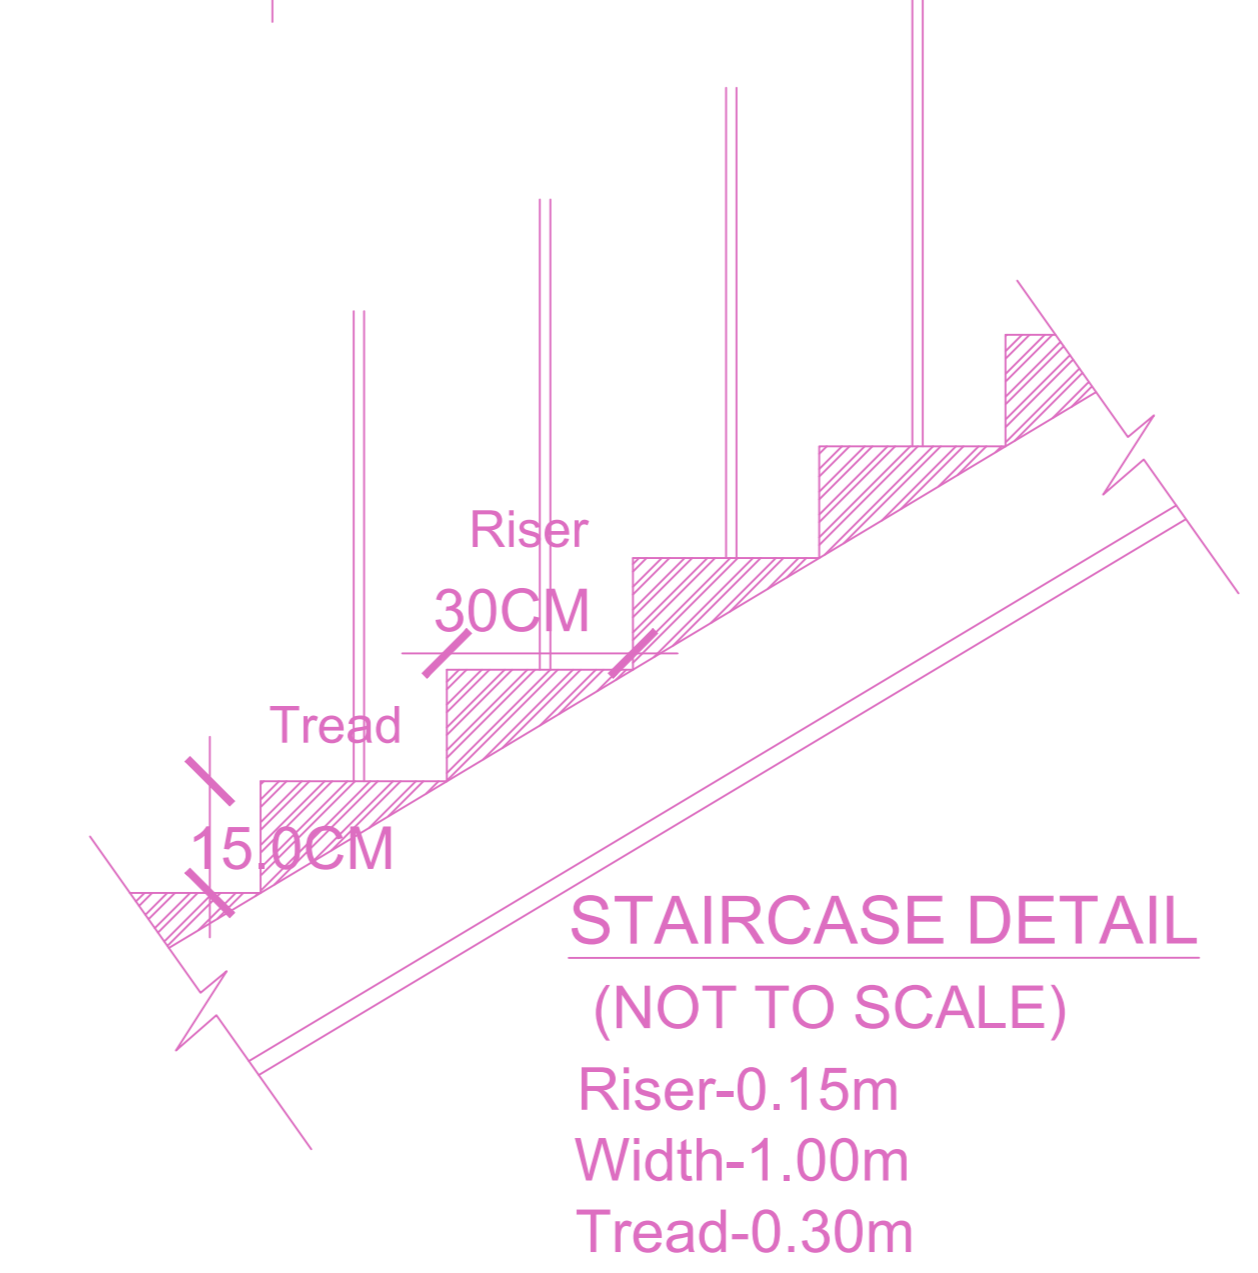 Riser
30CM
Tread
15.0CM
STAIRCASE DETAIL
(NOT TO SCALE)
Riser-0.15m
Width-1.00m
Tread-0.30m